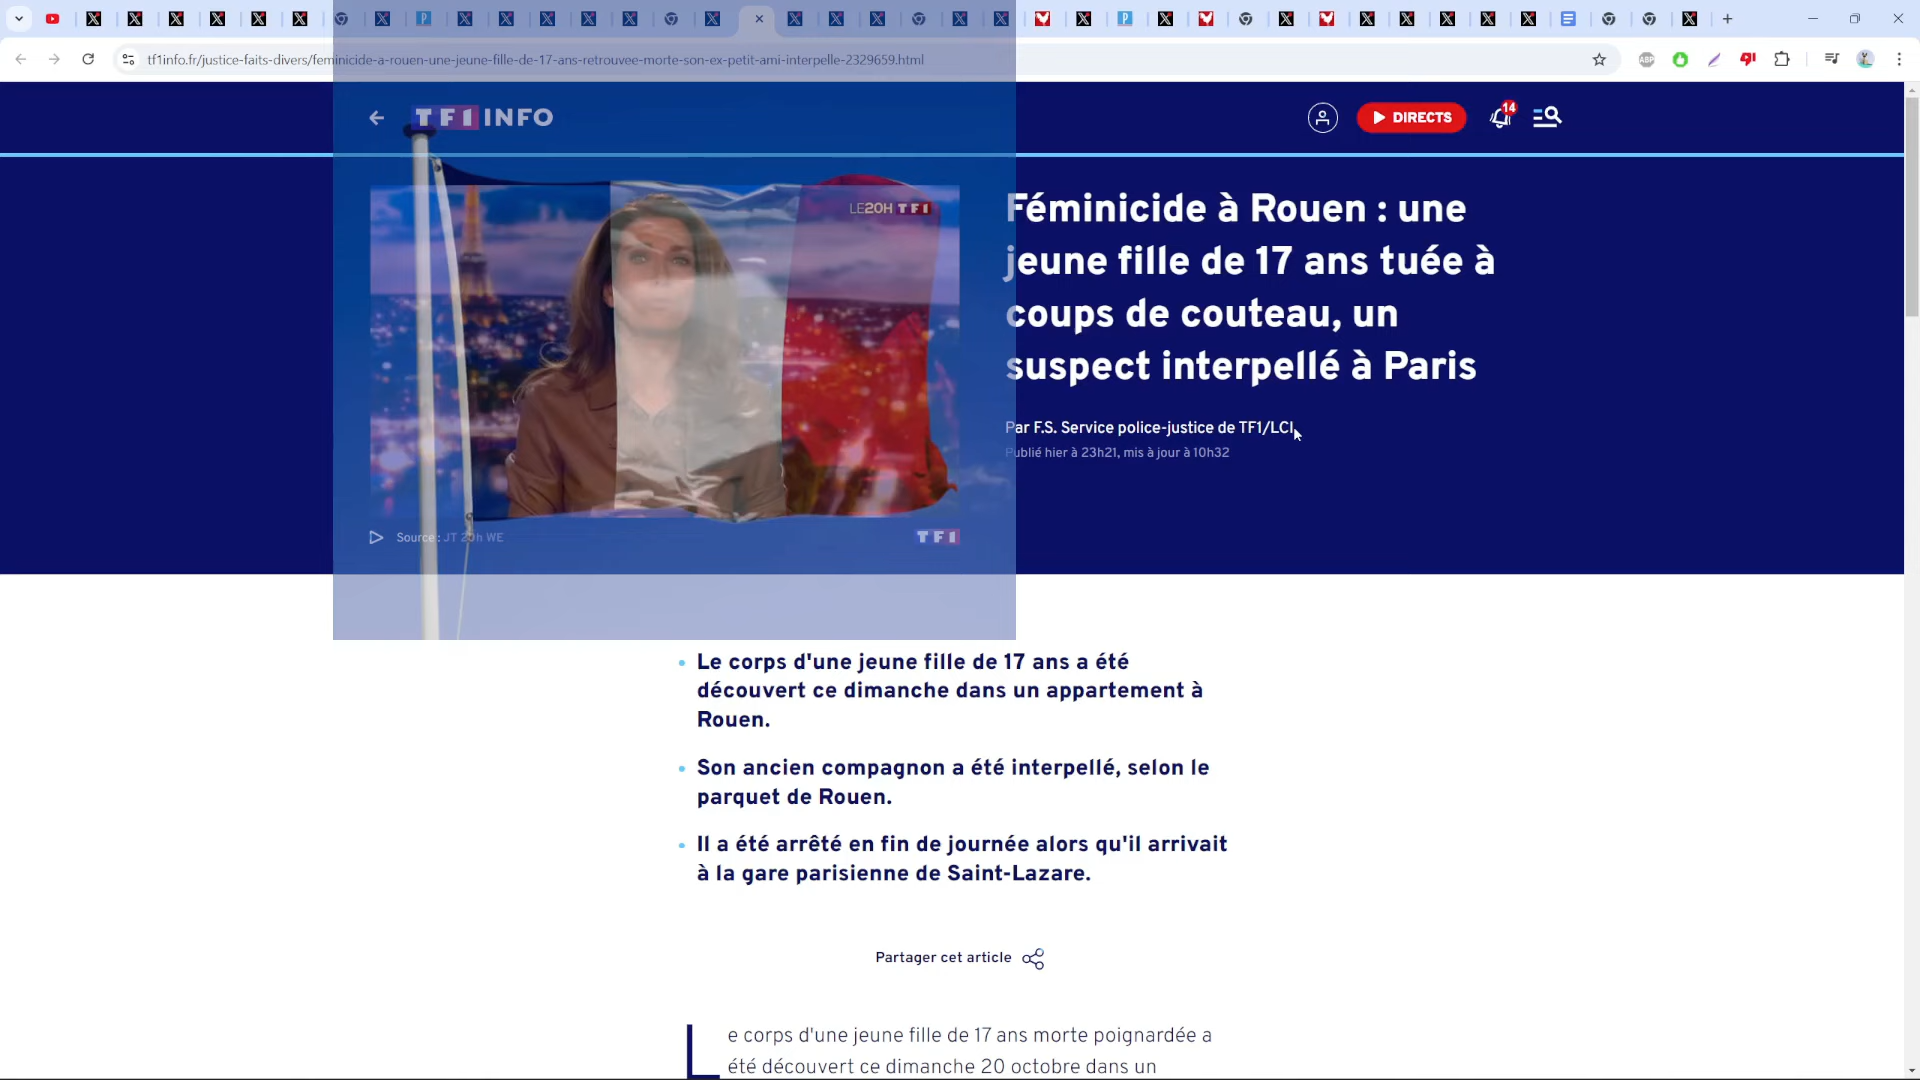 tf1info.fr/justice-faits-divers/feminicide-a-rouen-une-jeune-fille-de-17-ans-retrouvee-morte-son-ex-petit-ami-interpelle-2329659.html
ABP
TF1 INFO
DIRECTS
14
LE20H TF1
Féminicide à Rouen : une
jeune fille de 17 ans tuée à
coups de couteau, un
suspect interpellé à Paris
Par F.S. Service police-justice de TF1/LCI
Publié hier à 23h21, mis à jour à 10h32
Source : JT 20h WE
TF1
Le corps d'une jeune fille de 17 ans a été
découvert ce dimanche dans un appartement à
Rouen.
Son ancien compagnon a été interpellé, selon le
parquet de Rouen.
Il a été arrêté en fin de journée alors qu'il arrivait
à la gare parisienne de Saint-Lazare.
Partager cet article
Le corps d'une jeune fille de 17 ans morte poignardée a
été découvert ce dimanche 20 octobre dans un